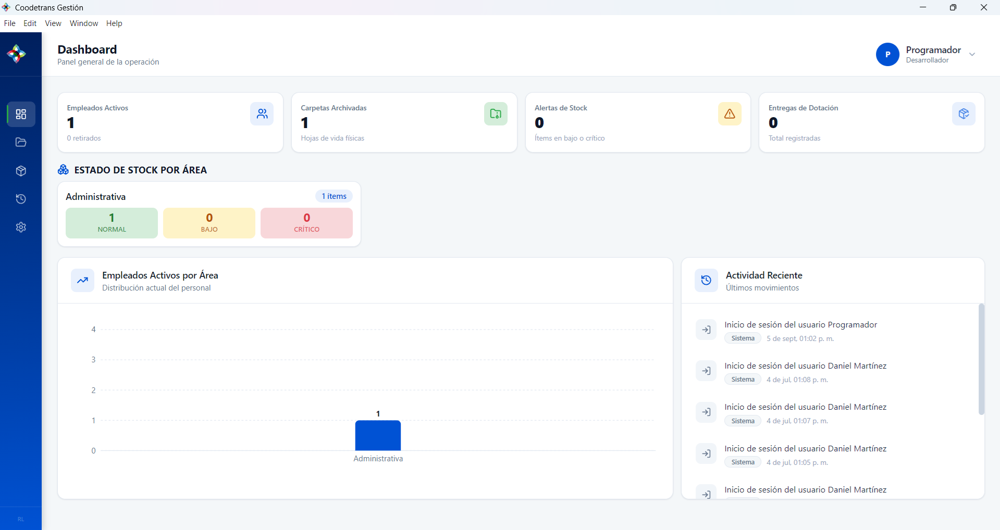 Coodetrans Gestión
File Edit View Window Help
Dashboard
Panel general de la operación
P
Programador
Desarrollador
Empleados Activos
1
0 retirados
Carpetas Archivadas
1
Hojas de vida físicas
Alertas de Stock
0
Ítems en bajo o crítico
Entregas de Dotación
0
Total registradas
ESTADO DE STOCK POR ÁREA
Administrativa
1 ítems
1
NORMAL
0
BAJO
0
CRÍTICO
Empleados Activos por Área
Distribución actual del personal
4
3
2
1
0
1
Administrativa
Actividad Reciente
Últimos movimientos
Inicio de sesión del usuario Programador
Sistema 5 de sept, 01:02 p. m.
Inicio de sesión del usuario Daniel Martínez
Sistema 4 de jul, 01:08 p. m.
Inicio de sesión del usuario Daniel Martínez
Sistema 4 de jul, 01:07 p. m.
Inicio de sesión del usuario Daniel Martínez
Sistema 4 de jul, 01:05 p. m.
Inicio de sesión del usuario Daniel Martínez
RL